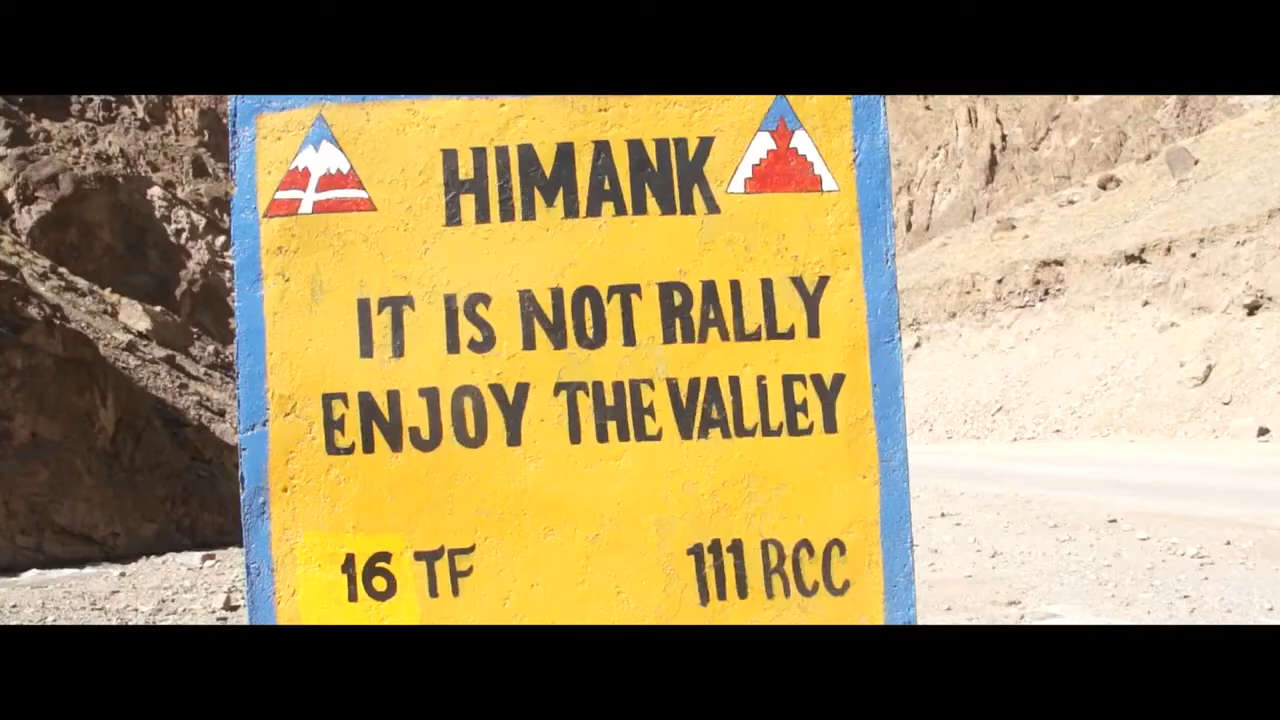 HIMANK
IT IS NOT RALLY
ENJOY THE VALLEY
16 TF 111 RCC